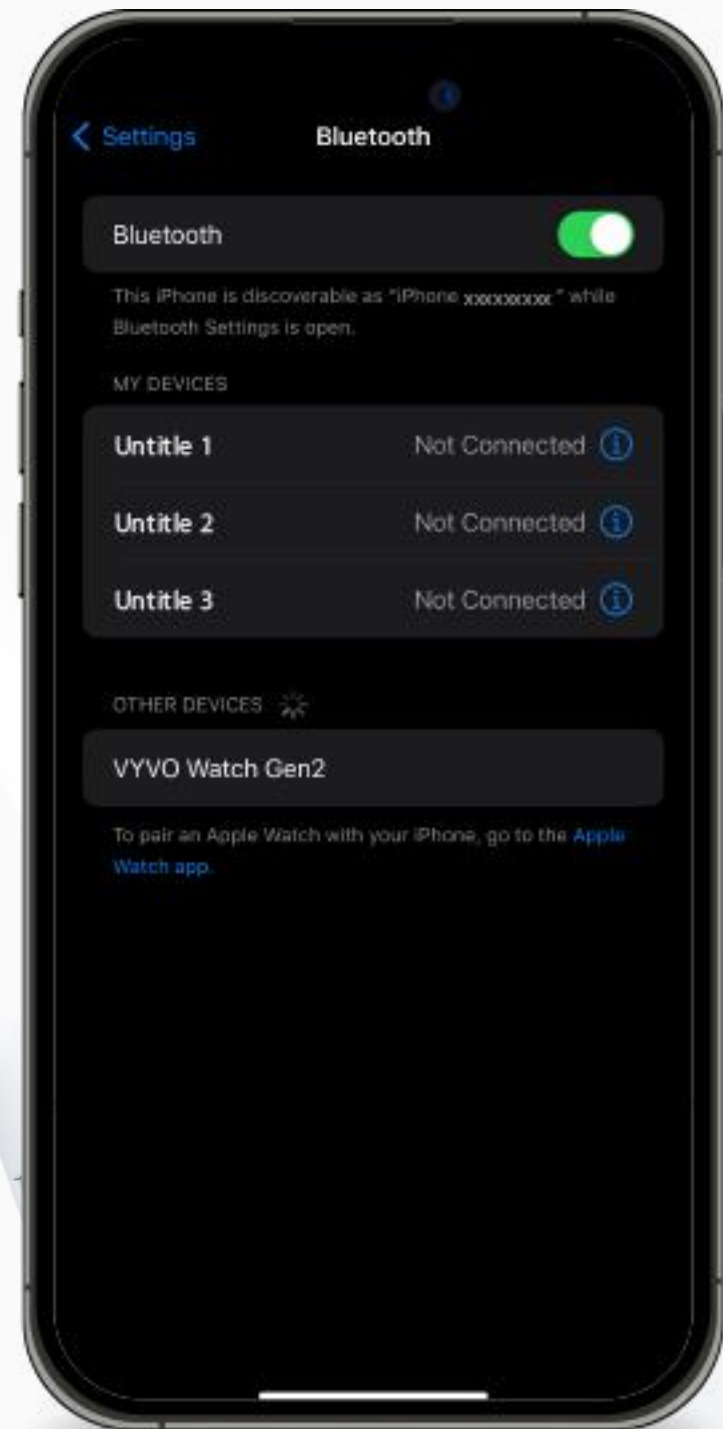 Settings
Bluetooth
Bluetooth
This iPhone is discoverable as "iPhone xxxxxxxxx " while
Bluetooth Settings is open.
MY DEVICES
Untitle 1 Not Connected
Untitle 2 Not Connected
Untitle 3 Not Connected
OTHER DEVICES
VYVO Watch Gen2
To pair an Apple Watch with your iPhone, go to the Apple
Watch app.